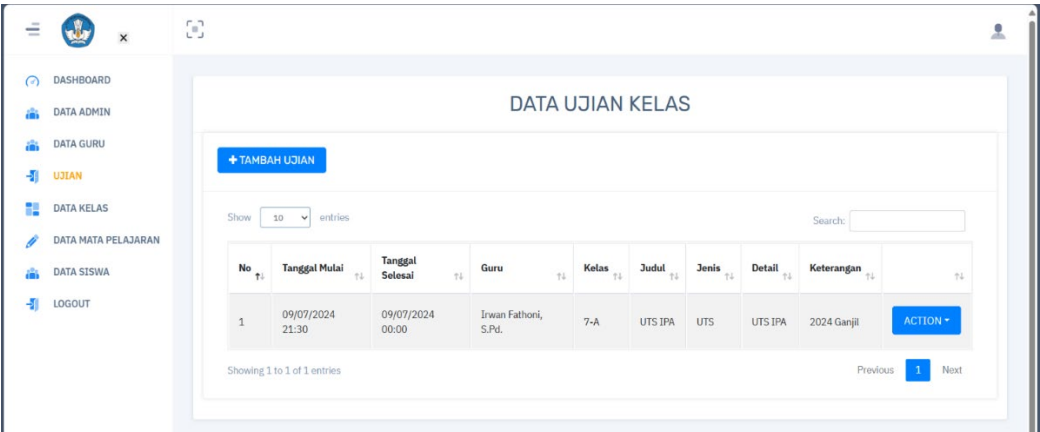 DASHBOARD
DATA ADMIN
DATA GURU
UJIAN
DATA KELAS
DATA MATA PELAJARAN
DATA SISWA
LOGOUT
DATA UJIAN KELAS
+ TAMBAH UJIAN
Show 10 entries
Search:
No Tanggal Mulai Tanggal Selesai Guru Kelas Judul Jenis Detail Keterangan
1 09/07/2024 21:30 09/07/2024 00:00 Irwan Fathoni, S.Pd. 7-A UTS IPA UTS UTS IPA 2024 Ganjil ACTION
Showing 1 to 1 of 1 entries
Previous 1 Next